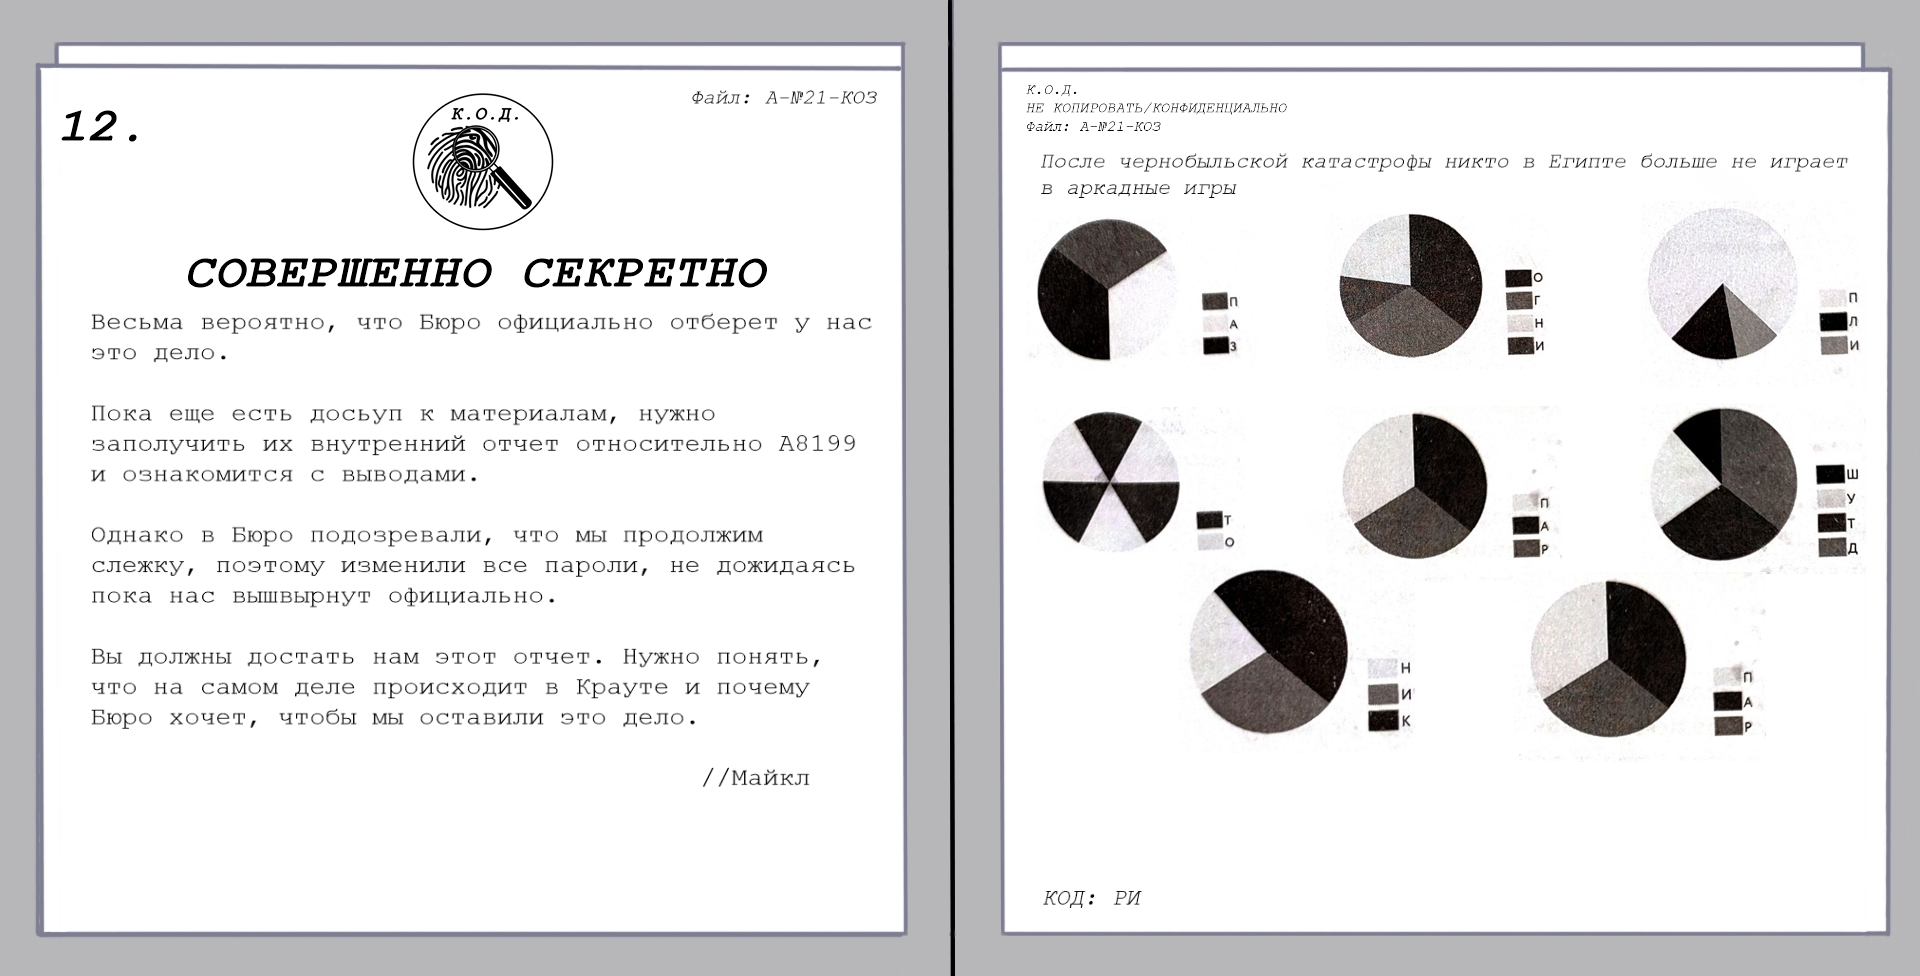 12.
К.О.Д.
Файл: А-№21-КОЗ
СОВЕРШЕННО СЕКРЕТНО
Весьма вероятно, что Бюро официально отберет у нас
это дело.
Пока еще есть досьуп к материалам, нужно
заполучить их внутренний отчет относительно А8199
и ознакомится с выводами.
Однако в Бюро подозревали, что мы продолжим
слежку, поэтому изменили все пароли, не дожидаясь
пока нас вышвырнут официально.
Вы должны достать нам этот отчет. Нужно понять,
что на самом деле происходит в Крауте и почему
Бюро хочет, чтобы мы оставили это дело.
//Майкл
К.О.Д.
НЕ КОПИРОВАТЬ/КОНФИДЕНЦИАЛЬНО
Файл: А-№21-КОЗ
После чернобыльской катастрофы никто в Египте больше не играет
в аркадные игры
П
А
З
О
Г
Н
И
П
Л
И
Т
О
П
А
Р
Ш
У
Т
Д
Н
И
К
П
А
Р
КОД: РИ